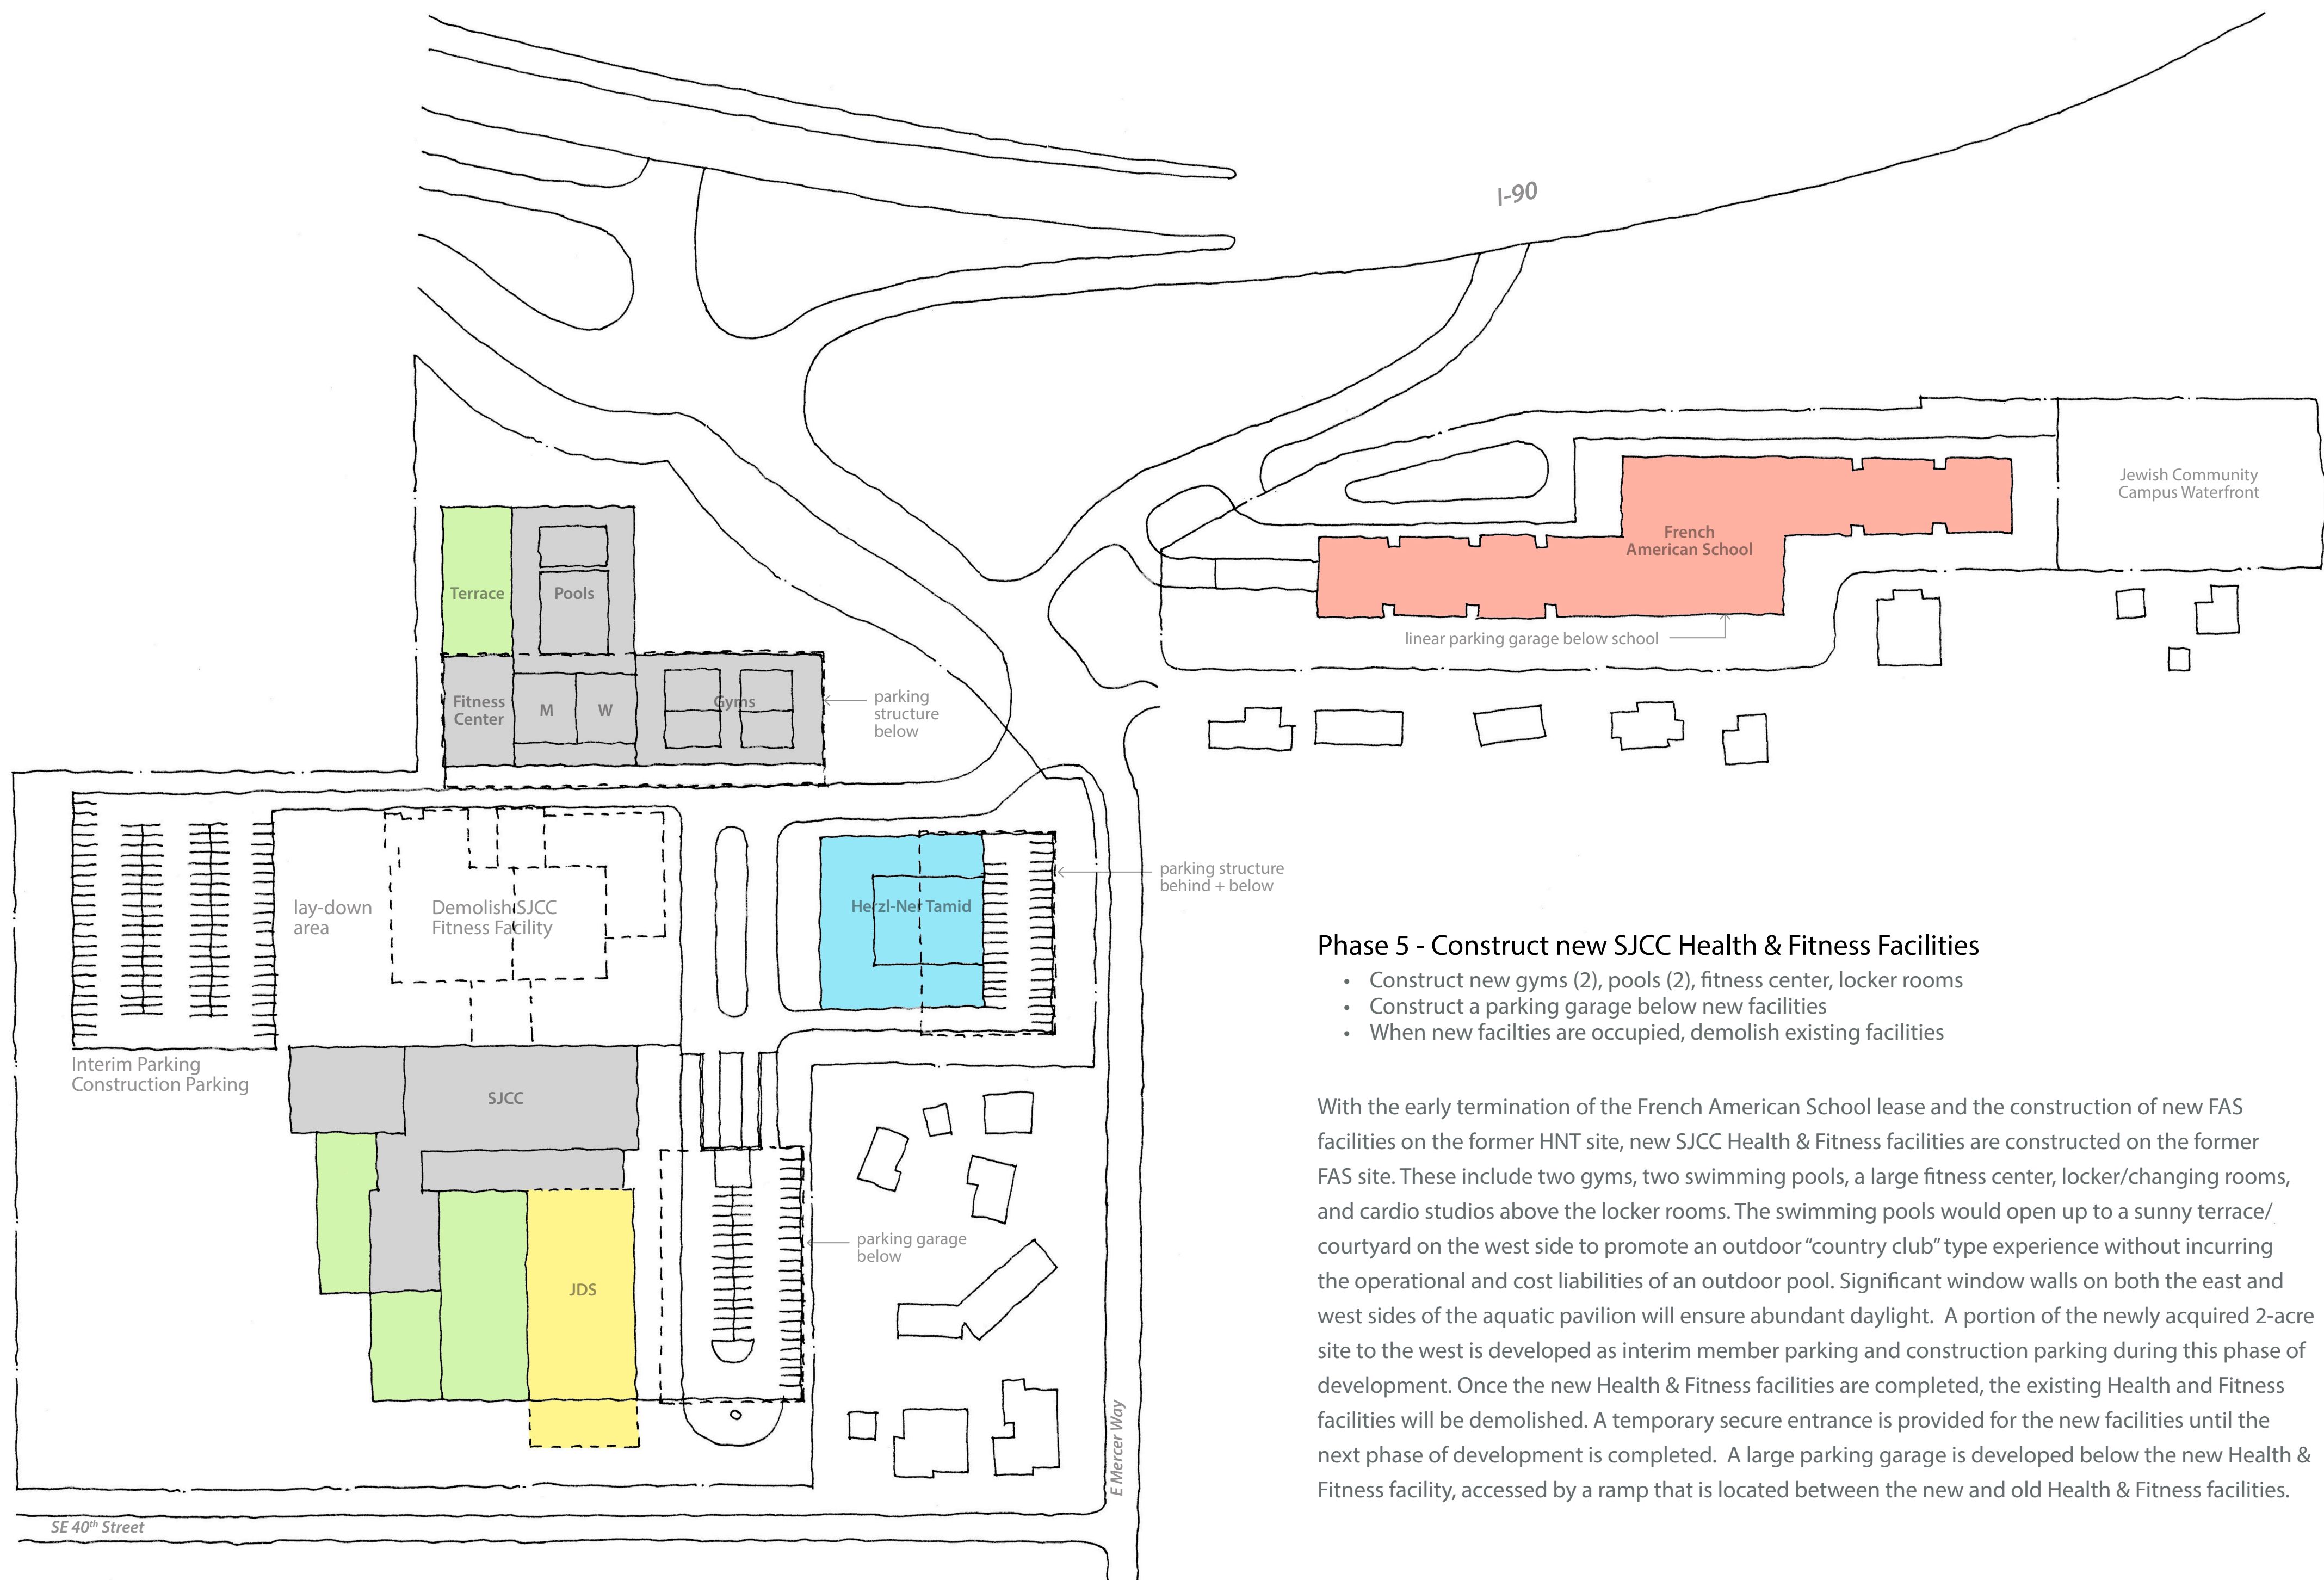 I-90
Jewish Community
Campus Waterfront
French
American School
linear parking garage below school
Terrace
Pools
Fitness
Center
M
W
Gyms
parking
structure
below
lay-down
area
Demolish SJCC
Fitness Facility
Herzl-Ner Tamid
parking structure
behind + below
Interim Parking
Construction Parking
SJCC
parking garage
below
JDS
E Mercer Way
SE 40th Street
Phase 5 - Construct new SJCC Health & Fitness Facilities
• Construct new gyms (2), pools (2), fitness center, locker rooms
• Construct a parking garage below new facilities
• When new facilties are occupied, demolish existing facilities
With the early termination of the French American School lease and the construction of new FAS
facilities on the former HNT site, new SJCC Health & Fitness facilities are constructed on the former
FAS site. These include two gyms, two swimming pools, a large fitness center, locker/changing rooms,
and cardio studios above the locker rooms. The swimming pools would open up to a sunny terrace/
courtyard on the west side to promote an outdoor “country club” type experience without incurring
the operational and cost liabilities of an outdoor pool. Significant window walls on both the east and
west sides of the aquatic pavilion will ensure abundant daylight.  A portion of the newly acquired 2-acre
site to the west is developed as interim member parking and construction parking during this phase of
development. Once the new Health & Fitness facilities are completed, the existing Health and Fitness
facilities will be demolished. A temporary secure entrance is provided for the new facilities until the
next phase of development is completed.  A large parking garage is developed below the new Health &
Fitness facility, accessed by a ramp that is located between the new and old Health & Fitness facilities.